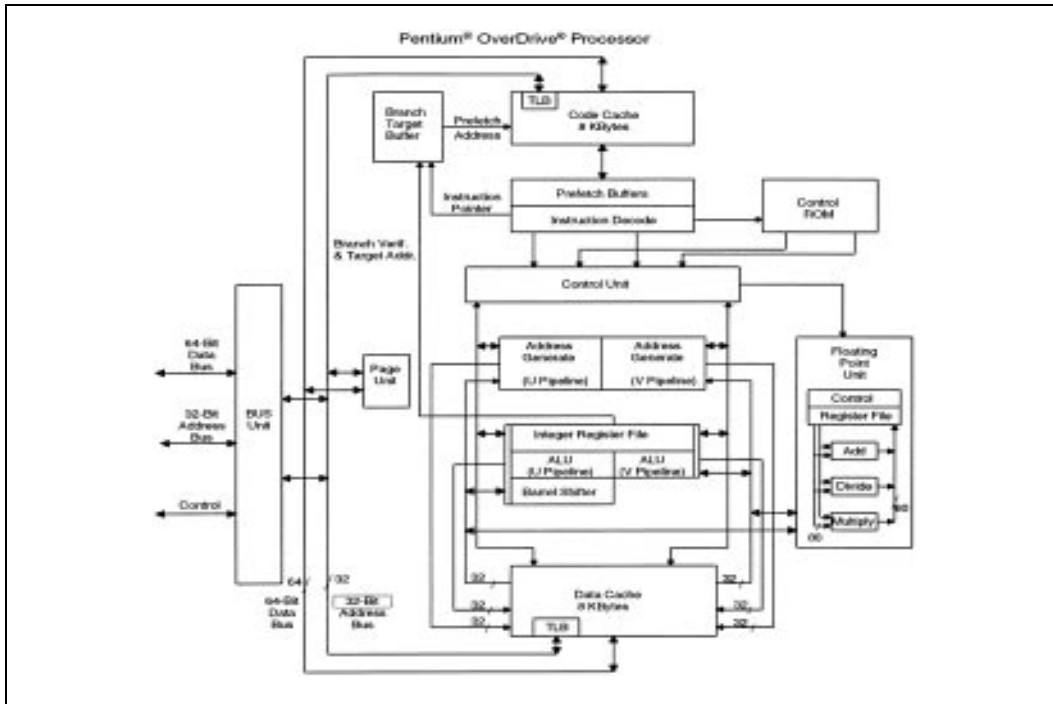 Pentium® OverDrive® Processor
TLB
Code Cache
8 KBytes
Branch
Target
Buffer
Prefetch
Address
Instruction
Pointer
Prefetch Buffers
Instruction Decode
Control
ROM
Branch Verif.
& Target Addr.
Control Unit
64-Bit
Data
Bus
32-Bit
Address
Bus
Control
BUS
Unit
Page
Unit
Address
Generate
(U Pipeline)
Address
Generate
(V Pipeline)
Integer Register File
ALU
(U Pipeline)
ALU
(V Pipeline)
Barrel Shifter
Floating
Point
Unit
Control
Register File
Add
Divide
Multiply
80
80
64
32
64-Bit
Data
Bus
32-Bit
Address
Bus
32
32
32
32
32
32
Data Cache
8 KBytes
TLB